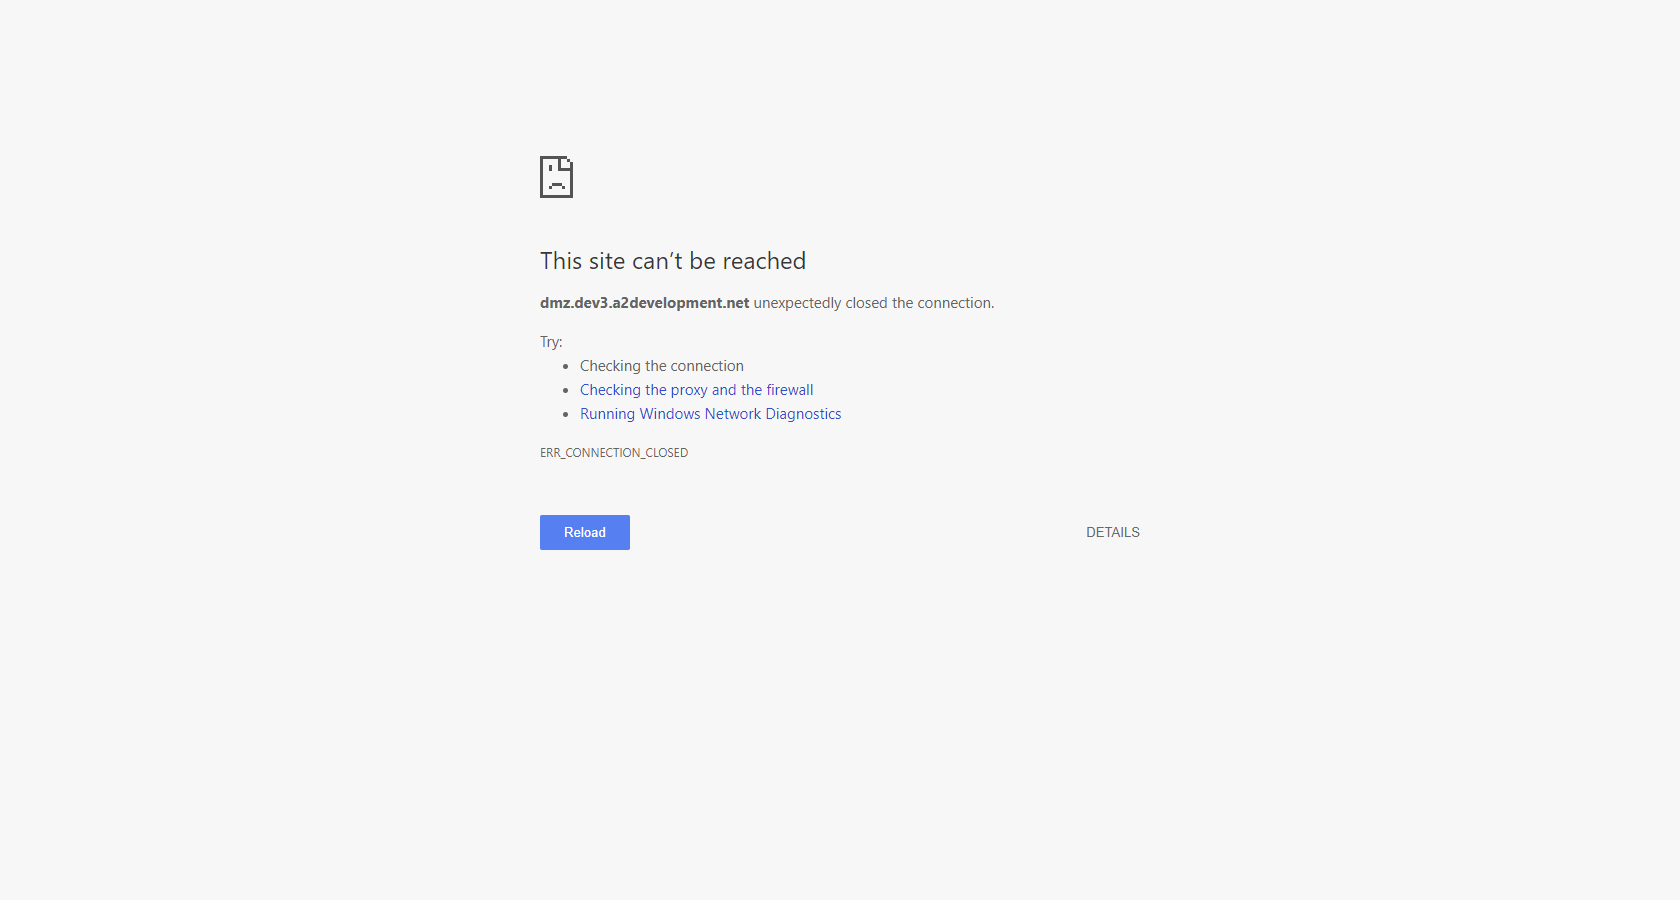 This site can’t be reached
dmz.dev3.a2development.net unexpectedly closed the connection.
Try:
• Checking the connection
• Checking the proxy and the firewall
• Running Windows Network Diagnostics
ERR_CONNECTION_CLOSED
Reload
DETAILS